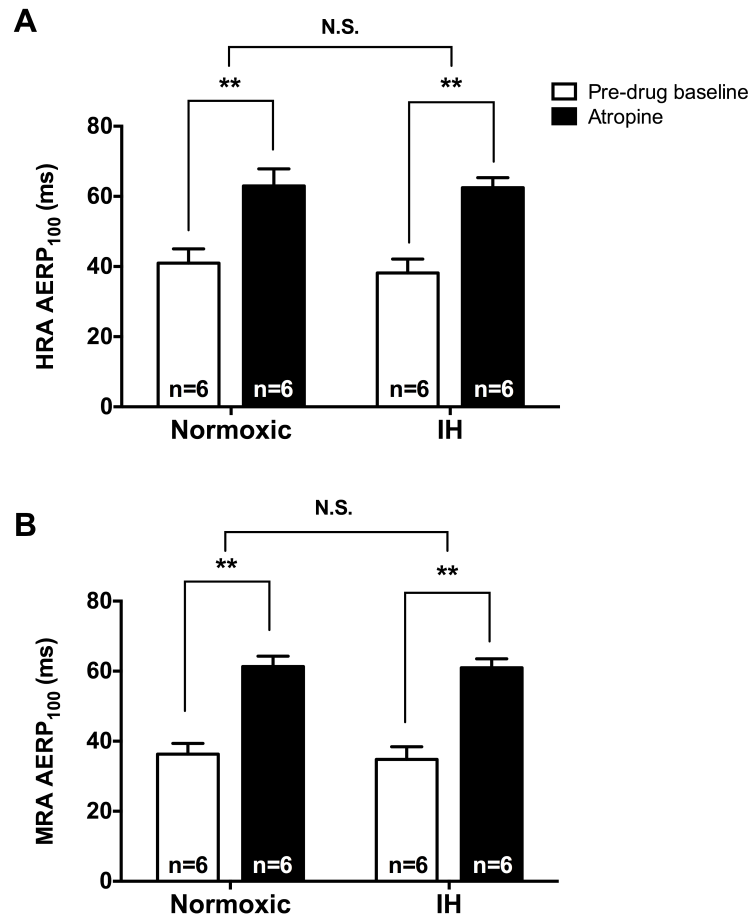 A
N.S.
** **
Pre-drug baseline
Atropine
HRA AERP100 (ms)
80
60
40
20
0
n=6 n=6 n=6 n=6
Normoxic IH
B
N.S.
** **
MRA AERP100 (ms)
80
60
40
20
0
n=6 n=6 n=6 n=6
Normoxic IH